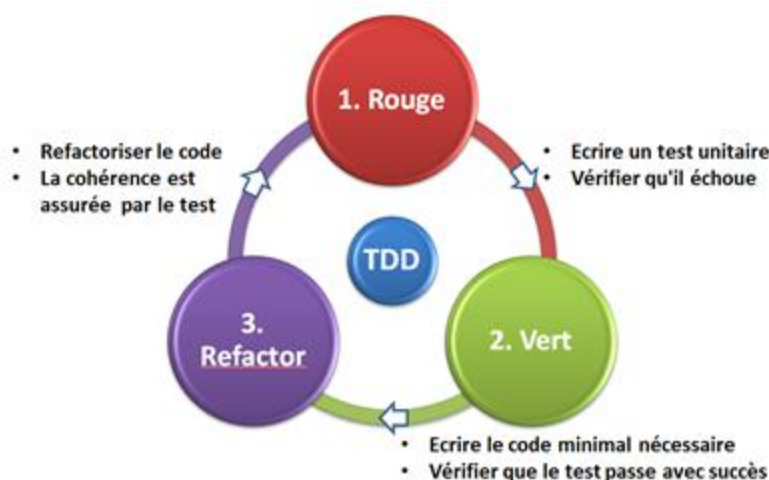 1. Rouge
• Ecrire un test unitaire
• Vérifier qu'il échoue
2. Vert
• Ecrire le code minimal nécessaire
• Vérifier que le test passe avec succès
3.
Refactor
• Refactoriser le code
• La cohérence est
assurée par le test
TDD